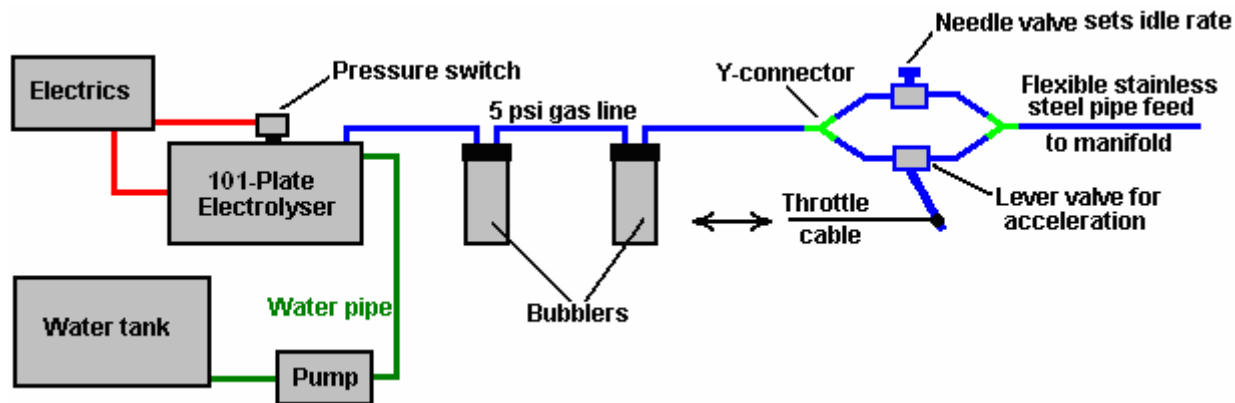 Needle valve sets idle rate
Electrics
Pressure switch
Y-connector
5 psi gas line
Flexible stainless
steel pipe feed
to manifold
101-Plate
Electrolyser
Throttle
cable
Lever valve for
acceleration
Water pipe
Bubblers
Water tank
Pump